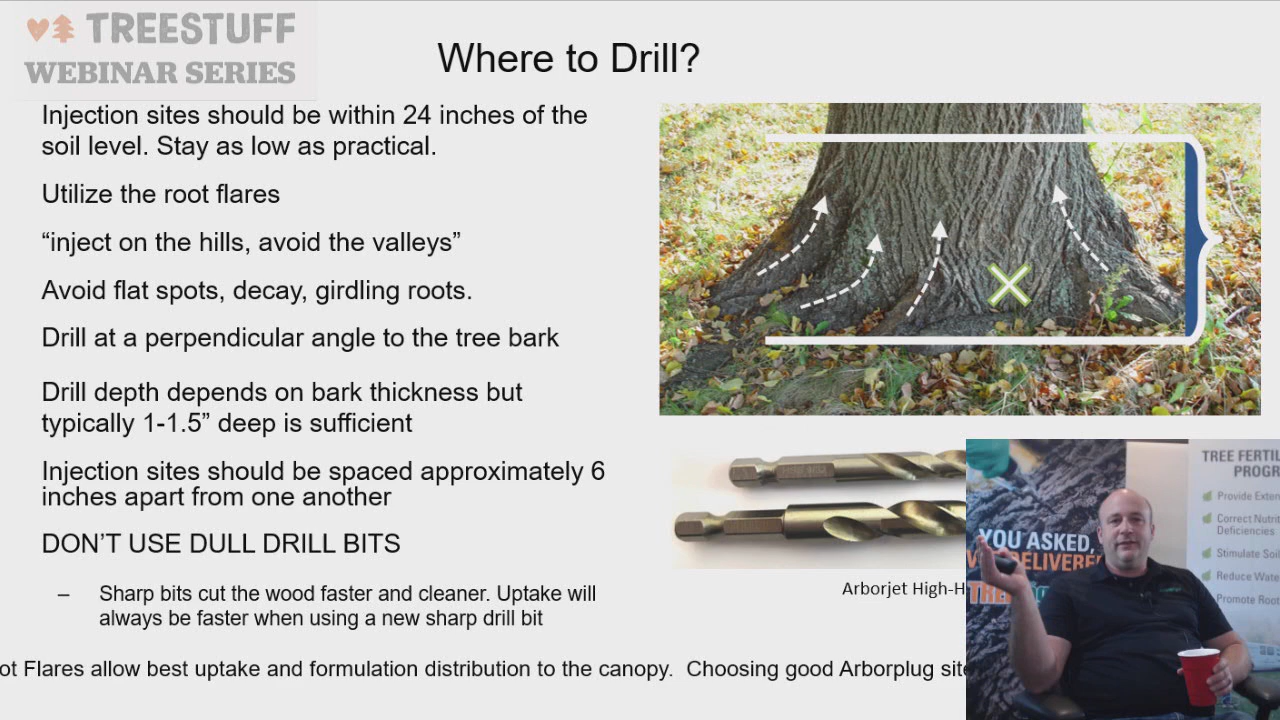 TREESTUFF
WEBINAR SERIES
Where to Drill?
Injection sites should be within 24 inches of the
soil level. Stay as low as practical.
Utilize the root flares
“inject on the hills, avoid the valleys”
Avoid flat spots, decay, girdling roots.
Drill at a perpendicular angle to the tree bark
Drill depth depends on bark thickness but
typically 1-1.5” deep is sufficient
Injection sites should be spaced approximately 6
inches apart from one another
DON’T USE DULL DRILL BITS
– Sharp bits cut the wood faster and cleaner. Uptake will
always be faster when using a new sharp drill bit
Arborjet High-H
ot Flares allow best uptake and formulation distribution to the canopy. Choosing good Arborplug site
YOU ASKED,
DELIVERE
TREE FERTIL
PROGR
Provide Exten
Correct Nutri
Deficiencies
Stimulate Soi
Reduce Wate
Promote Root